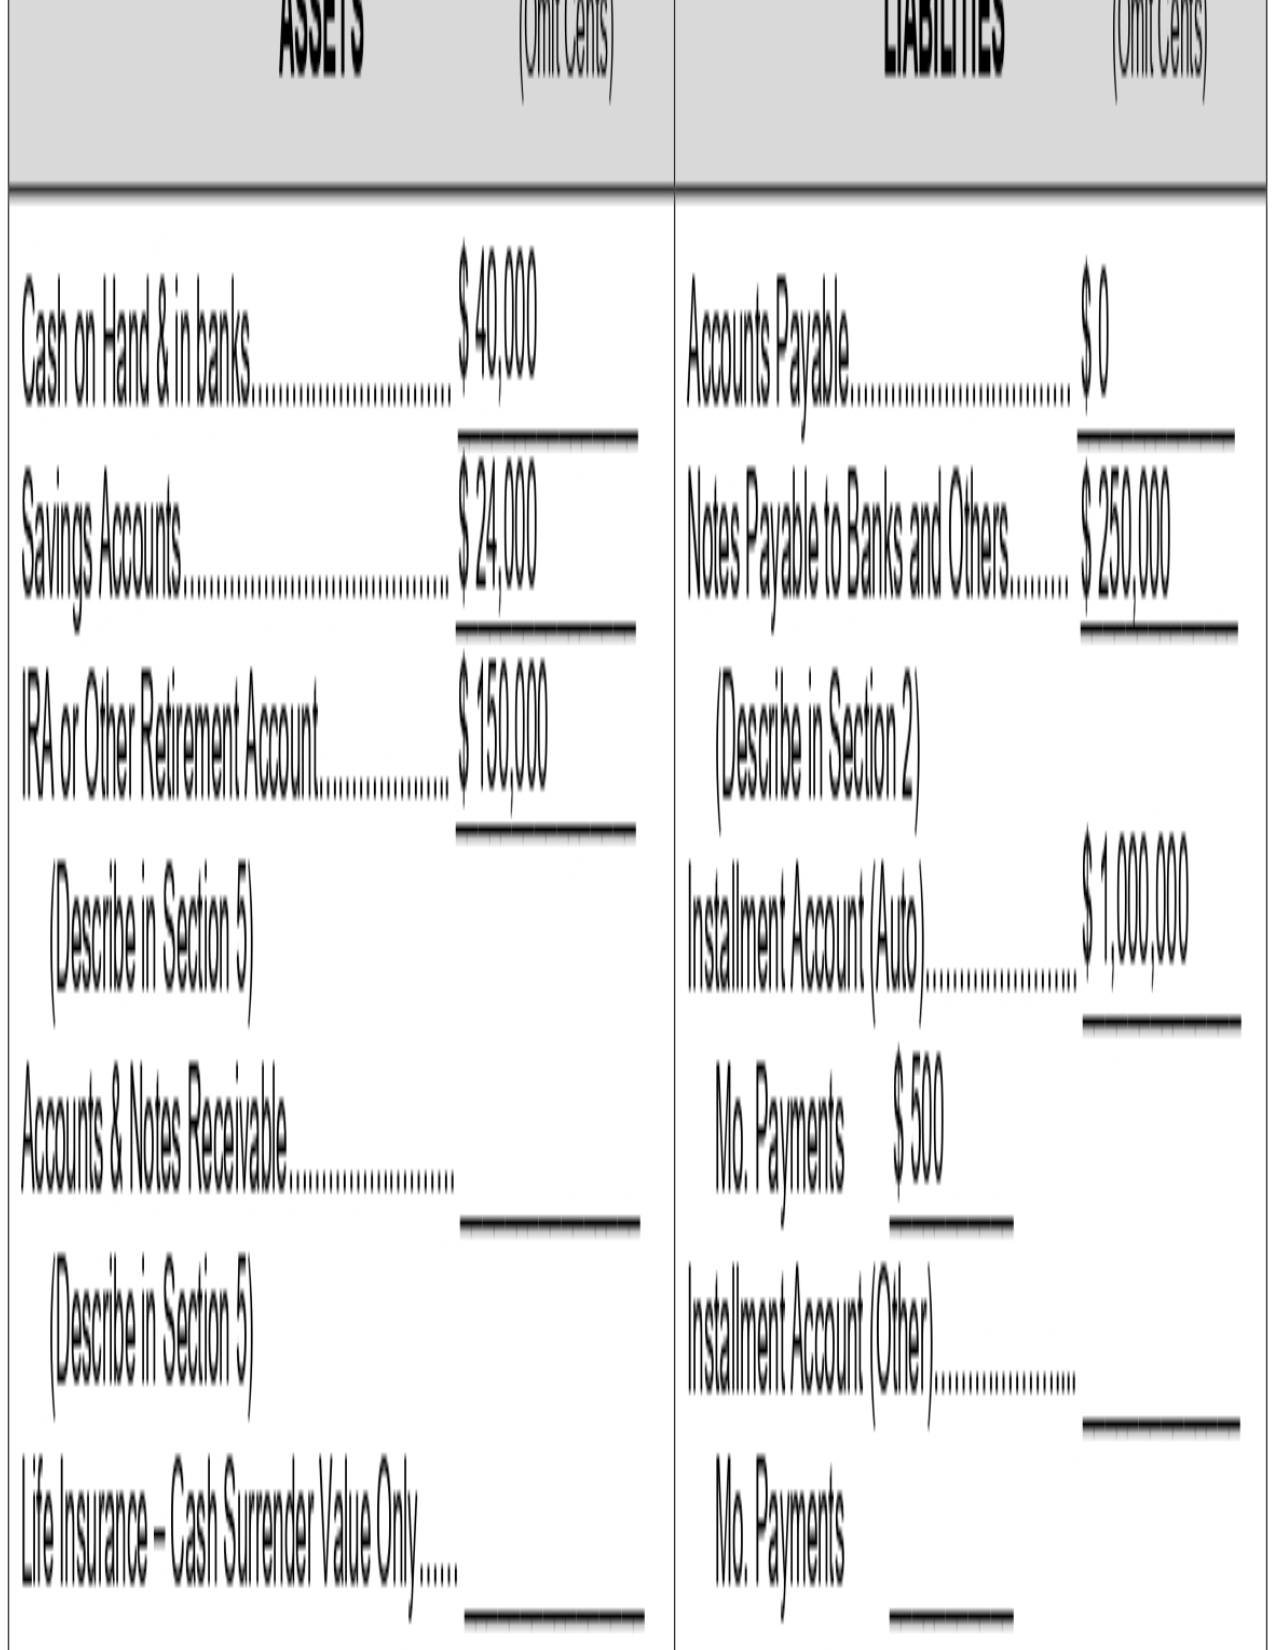 ASSETS (Omit Cents)
Cash on Hand & in banks............................ $ 40,000
Savings Accounts................................. $ 24,000
IRA or Other Retirement Account................... $ 150,000
(Describe in Section 5)
Accounts & Notes Receivable.......................
(Describe in Section 5)
Life Insurance – Cash Surrender Value Only......
LIABILITIES (Omit Cents)
Accounts Payable............................ $ 0
Notes Payable to Banks and Others........ $ 250,000
(Describe in Section 2)
Installment Account (Auto)...................... $ 1,000,000
Mo. Payments $ 500
Installment Account (Other).....................
Mo. Payments